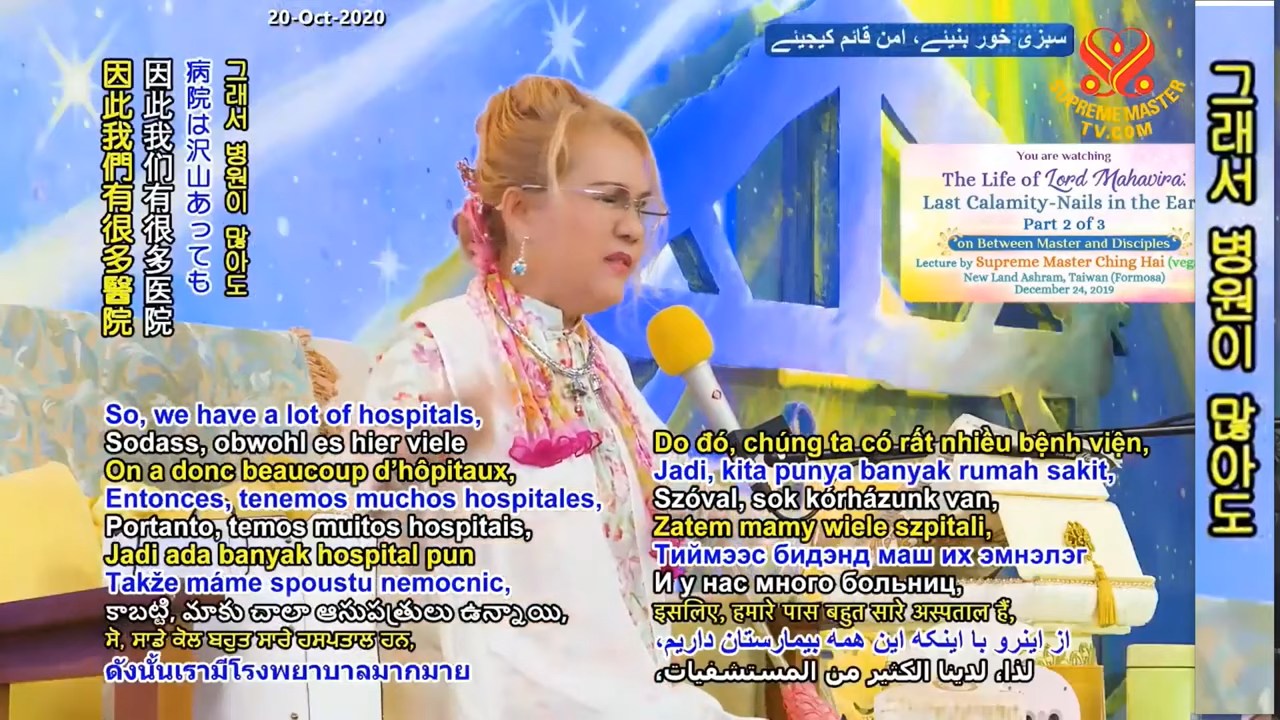 20-Oct-2020
سبزی خور بنیئے، امن قائم کیجیئے
SUPREME MASTER
TV.COM
You are watching
The Life of Lord Mahavira:
Last Calamity-Nails in the Ear
Part 2 of 3
on Between Master and Disciples
Lecture by Supreme Master Ching Hai (veg
New Land Ashram, Taiwan (Formosa)
December 24, 2019
그래서 병원이 많아도
病院は沢山あっても
因此我们有很多医院
因此我們有很多醫院
그래서 병원이 많아도
So, we have a lot of hospitals,
Sodass, obwohl es hier viele
On a donc beaucoup d'hôpitaux,
Entonces, tenemos muchos hospitales,
Portanto, temos muitos hospitais,
Jadi ada banyak hospital pun
Takže máme spoustu nemocnic,
కాబట్టి, మాకు చాలా ఆసుపత్రులు ఉన్నాయి,
ਸੋ, ਸਾਡੇ ਕੋਲ ਬਹੁਤ ਸਾਰੇ ਹਸਪਤਾਲ ਹਨ,
ดังนั้นเรามีโรงพยาบาลมากมาย
Do đó, chúng ta có rất nhiều bệnh viện,
Jadi, kita punya banyak rumah sakit,
Szóval, sok kórházunk van,
Zatem mamy wiele szpitali,
Тиймээс бидэнд маш их эмнэлэг
И у нас много больниц,
इसलिए, हमारे पास बहुत सारे अस्पताल हैं,
از اینرو با اینکه این همه بیمارستان داریم،
لذا، لدينا الكثير من المستشفيات،